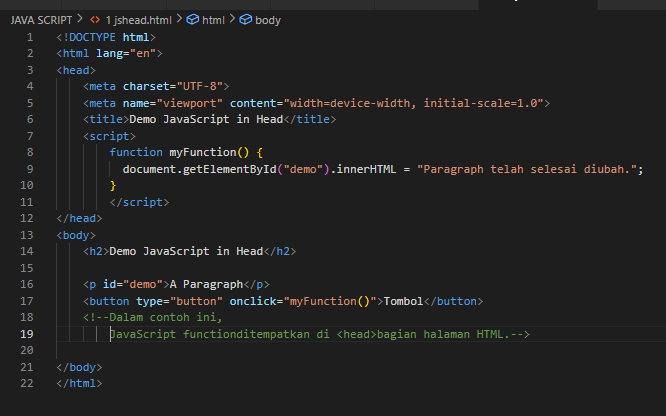 JAVA SCRIPT > <> 1 jshead.html > html > body
1 <!DOCTYPE html>
2 <html lang="en">
3 <head>
4     <meta charset="UTF-8">
5     <meta name="viewport" content="width=device-width, initial-scale=1.0">
6     <title>Demo JavaScript in Head</title>
7     <script>
8         function myFunction() {
9           document.getElementById("demo").innerHTML = "Paragraph telah selesai diubah.";
10         }
11         </script>
12 </head>
13 <body>
14     <h2>Demo JavaScript in Head</h2>
15
16     <p id="demo">A Paragraph</p>
17     <button type="button" onclick="myFunction()">Tombol</button>
18     <!--Dalam contoh ini,
19         JavaScript functionditempatkan di <head>bagian halaman HTML.-->
20
21 </body>
22 </html>